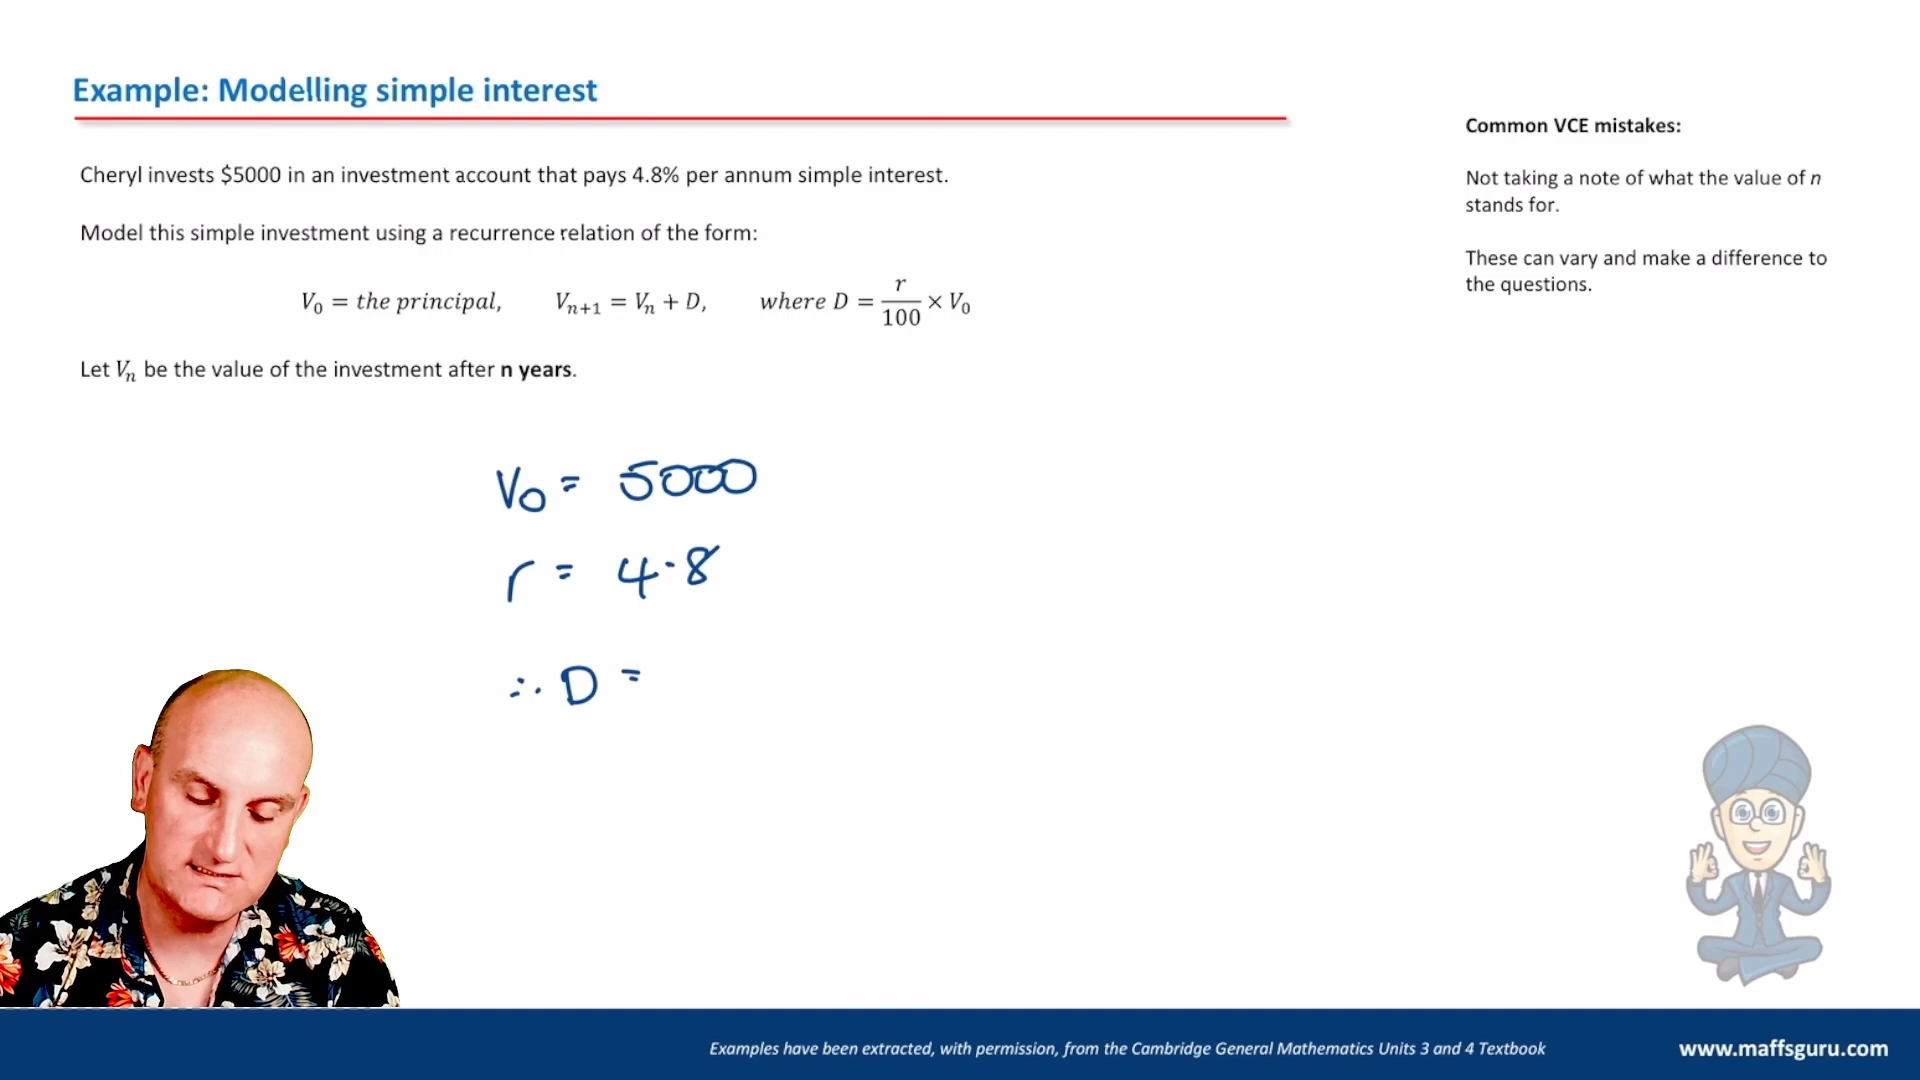 Example: Modelling simple interest
Cheryl invests $5000 in an investment account that pays 4.8% per annum simple interest.
Model this simple investment using a recurrence relation of the form:
V₀ = the principal, Vₙ₊₁ = Vₙ + D, where D = r/100 × V₀
Let Vₙ be the value of the investment after n years.
V₀ = 5000
r = 4.8
∴ D =
Common VCE mistakes:
Not taking a note of what the value of n
stands for.
These can vary and make a difference to
the questions.
Examples have been extracted, with permission, from the Cambridge General Mathematics Units 3 and 4 Textbook
www.maffsguru.com